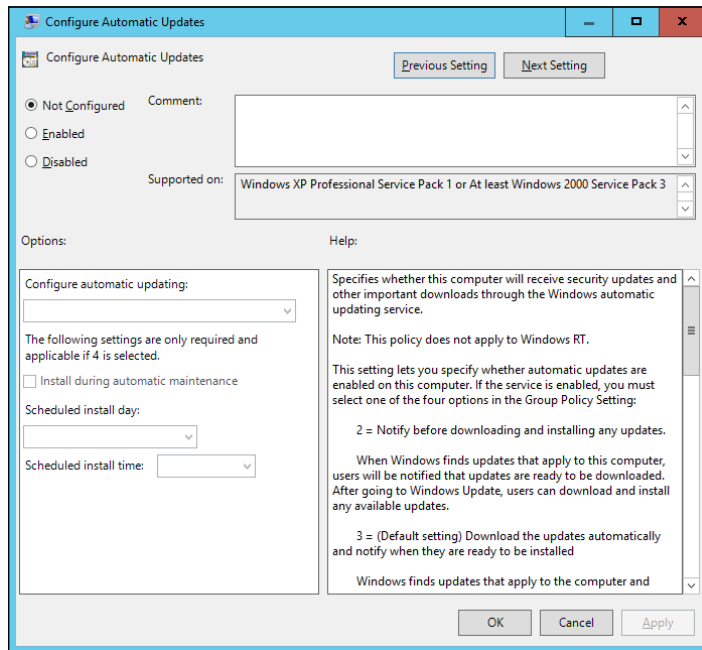 Configure Automatic Updates
Configure Automatic Updates
Previous Setting
Next Setting
Not Configured
Comment:
Enabled
Disabled
Supported on:
Windows XP Professional Service Pack 1 or At least Windows 2000 Service Pack 3
Options:
Help:
Configure automatic updating:
The following settings are only required and
applicable if 4 is selected.
Install during automatic maintenance
Scheduled install day:
Scheduled install time:
Specifies whether this computer will receive security updates and
other important downloads through the Windows automatic
updating service.
Note: This policy does not apply to Windows RT.
This setting lets you specify whether automatic updates are
enabled on this computer. If the service is enabled, you must
select one of the four options in the Group Policy Setting:
2 = Notify before downloading and installing any updates.
When Windows finds updates that apply to this computer,
users will be notified that updates are ready to be downloaded.
After going to Windows Update, users can download and install
any available updates.
3 = (Default setting) Download the updates automatically
and notify when they are ready to be installed
Windows finds updates that apply to the computer and
OK
Cancel
Apply